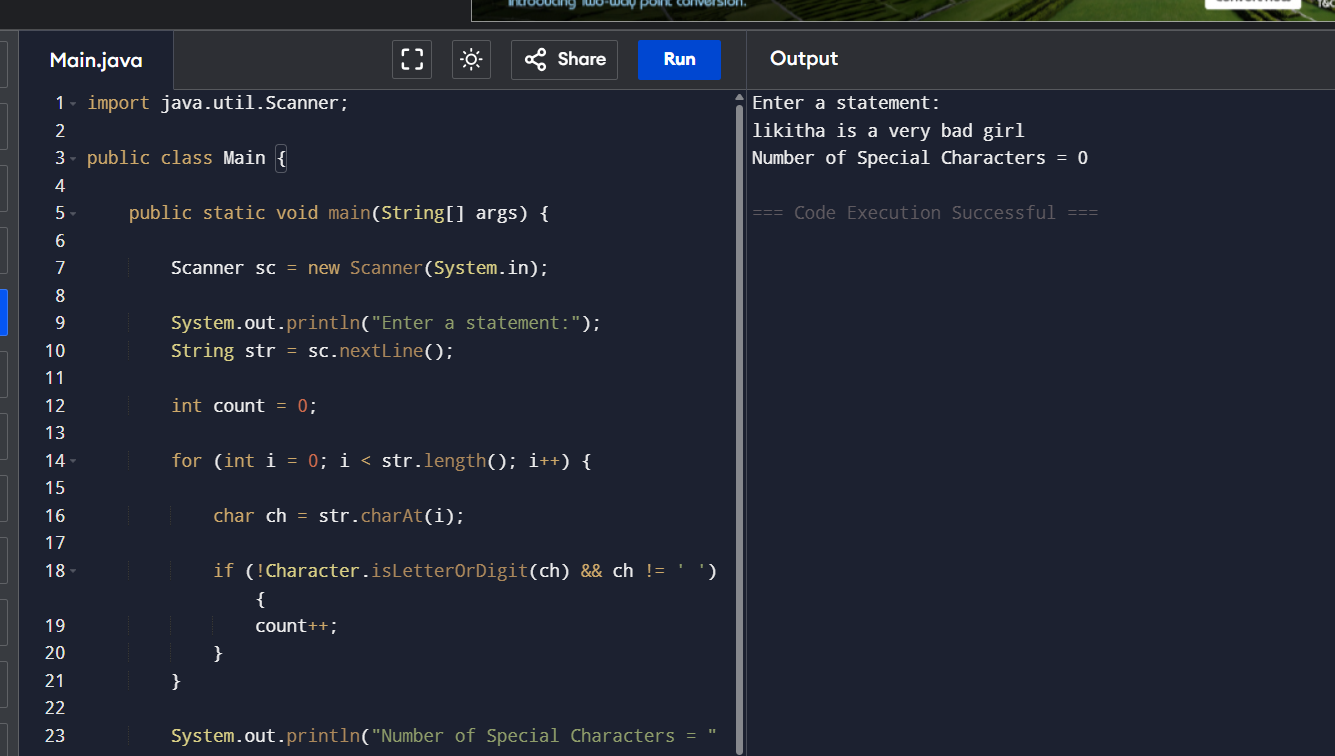 Introducing Two-way point conversion.
Main.java
Share
Run
Output
1 import java.util.Scanner;
2
3 public class Main {
4
5 public static void main(String[] args) {
6
7 Scanner sc = new Scanner(System.in);
8
9 System.out.println("Enter a statement:");
10 String str = sc.nextLine();
11
12 int count = 0;
13
14 for (int i = 0; i < str.length(); i++) {
15
16 char ch = str.charAt(i);
17
18 if (!Character.isLetterOrDigit(ch) && ch != ' ')
{
19 count++;
20 }
21 }
22
23 System.out.println("Number of Special Characters = "
Enter a statement:
likitha is a very bad girl
Number of Special Characters = 0
=== Code Execution Successful ===